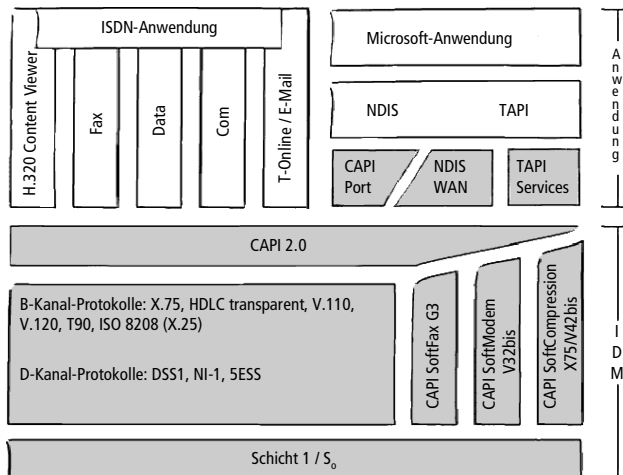 ISDN-Anwendung
H.320 Content Viewer
Fax
Data
Com
T-Online / E-Mail
Microsoft-Anwendung
NDIS TAPI
CAPI
Port
NDIS
WAN
TAPI
Services
Anwendung
CAPI 2.0
B-Kanal-Protokolle: X.75, HDLC transparent, V.110,
V.120, T90, ISO 8208 (X.25)
D-Kanal-Protokolle: DSS1, NI-1, 5ESS
CAPI SoftFax G3
CAPI SoftModem
V32bis
CAPI SoftCompression
X75/V42bis
IDM
Schicht 1 / S₀